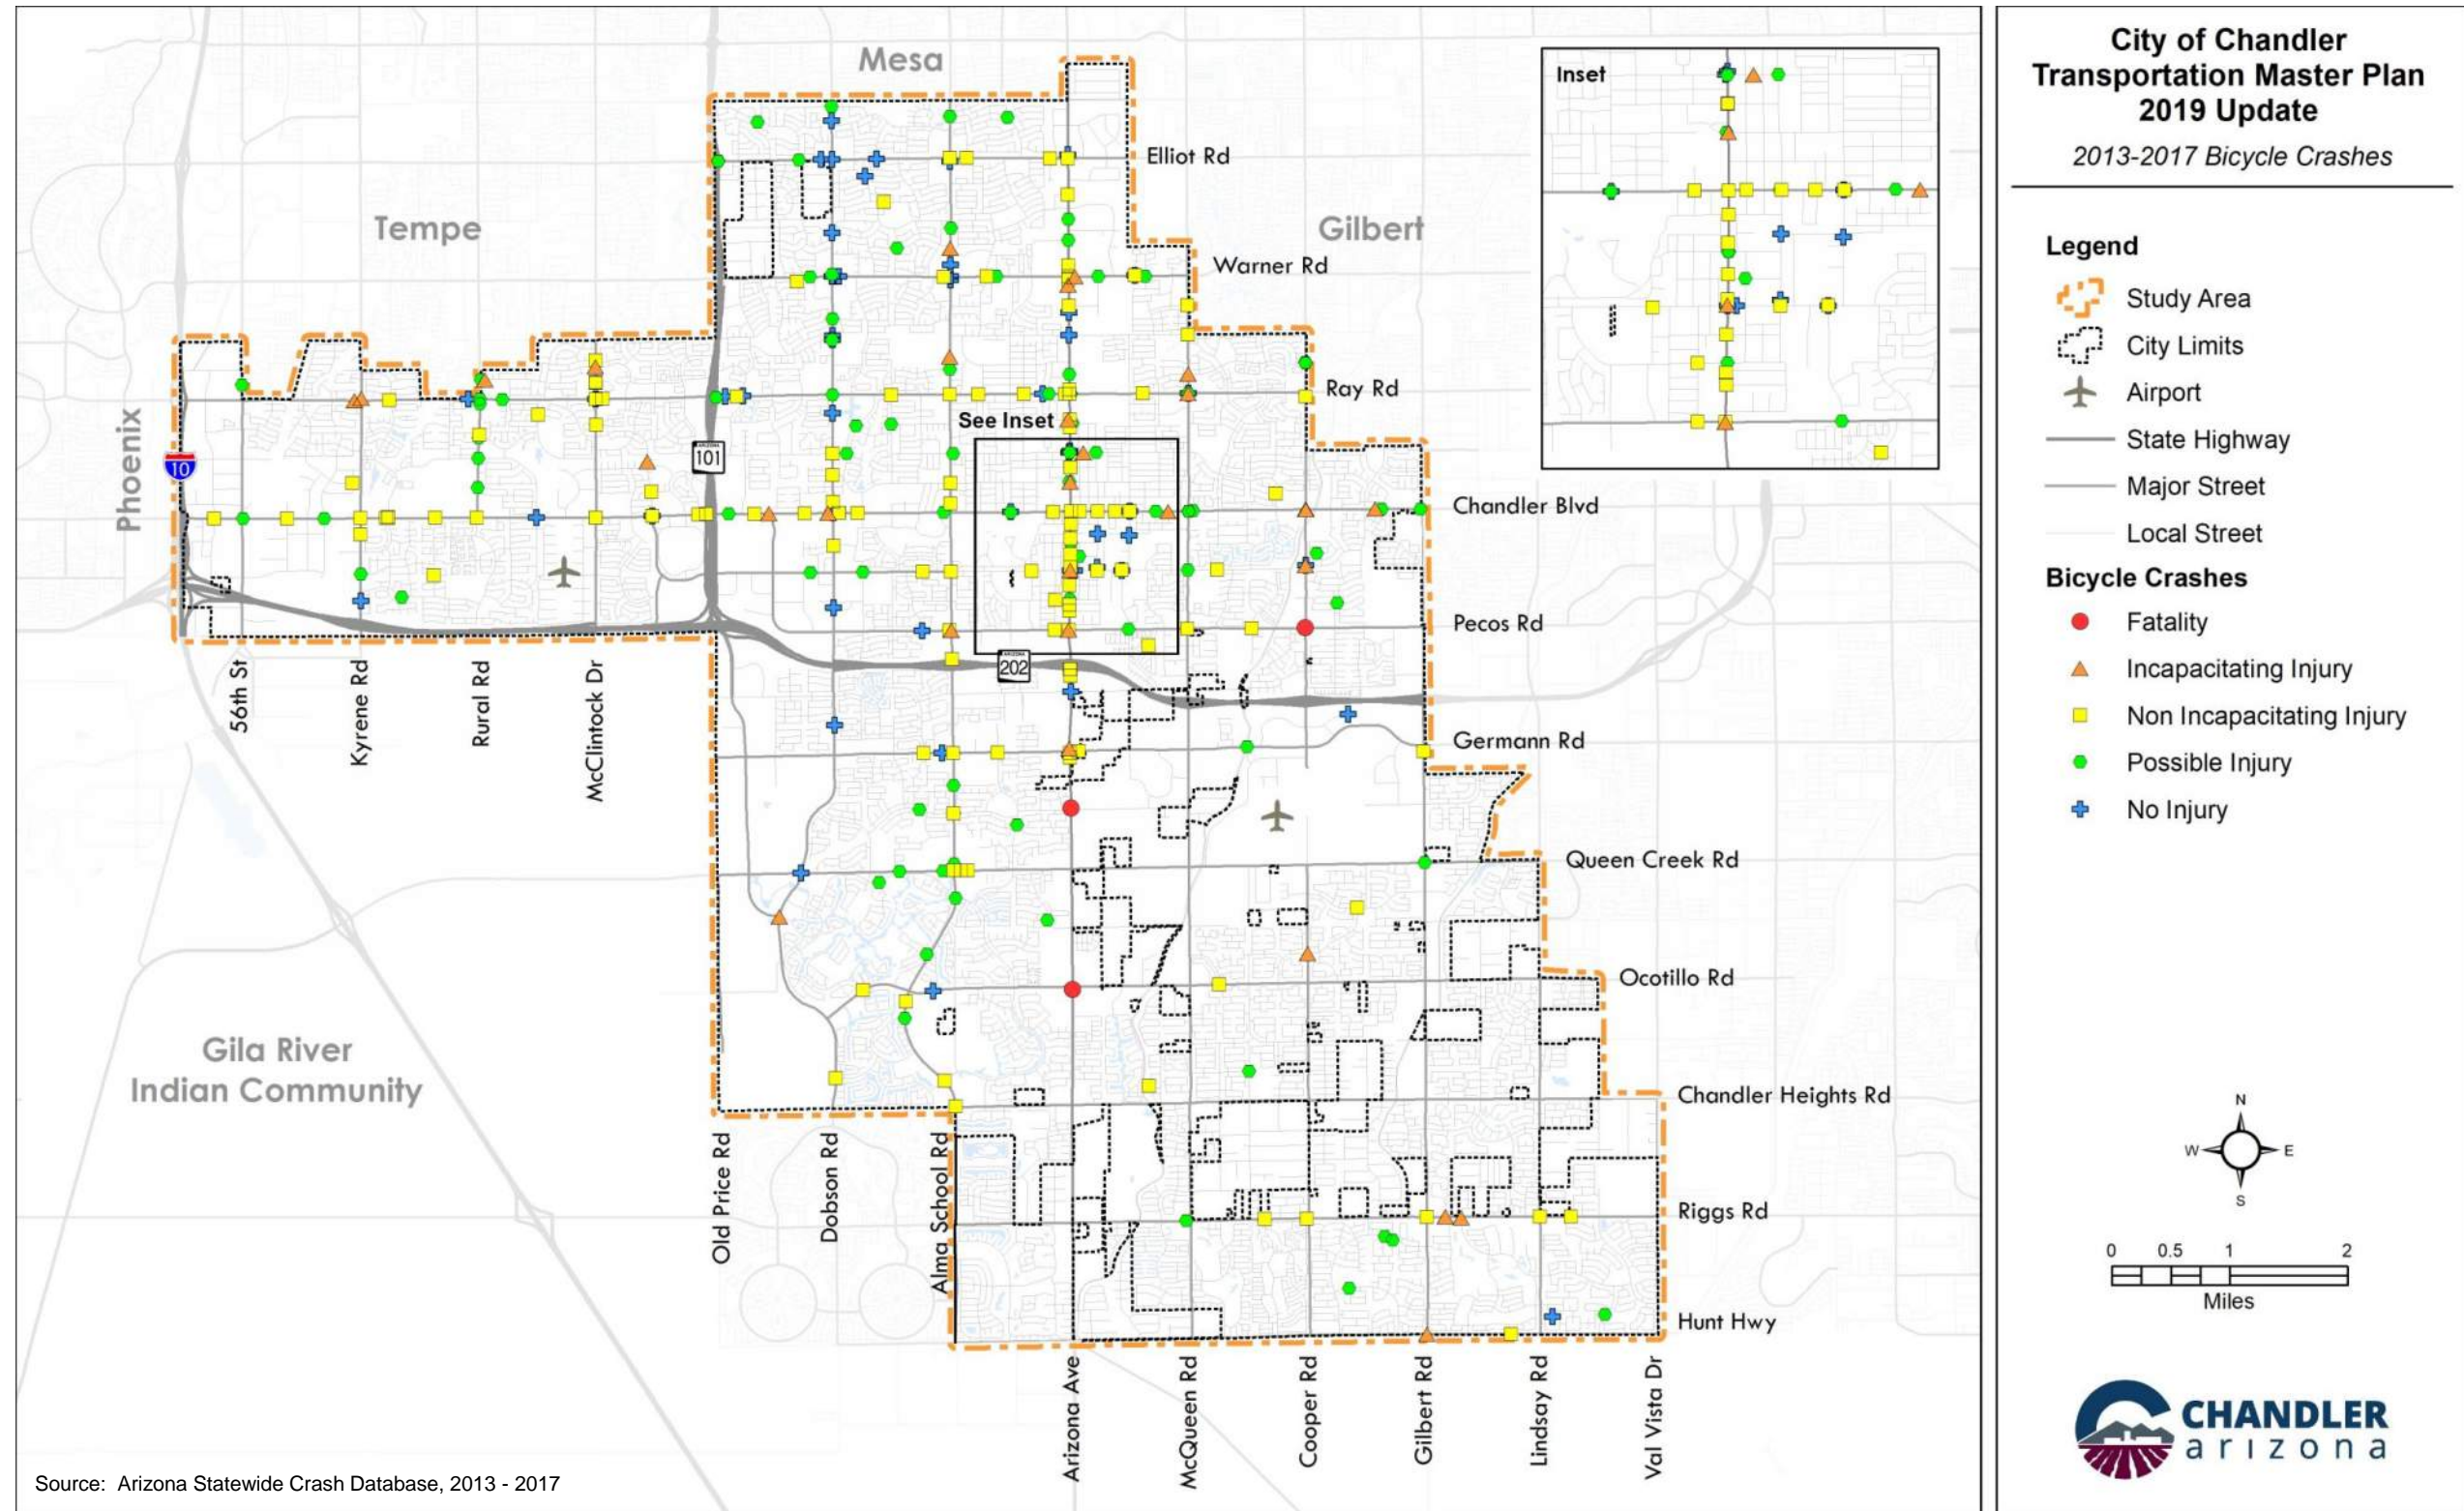 City of Chandler
Transportation Master Plan
2019 Update
2013-2017 Bicycle Crashes
Legend
Study Area
City Limits
Airport
State Highway
Major Street
Local Street
Bicycle Crashes
Fatality
Incapacitating Injury
Non Incapacitating Injury
Possible Injury
No Injury
N
W
E
S
0 0.5 1 2
Miles
CHANDLER
arizona
Mesa
Tempe
Gilbert
Phoenix
Gila River
Indian Community
Inset
See Inset
10
ARIZONA
101
ARIZONA
202
Elliot Rd
Warner Rd
Ray Rd
Chandler Blvd
Pecos Rd
Germann Rd
Queen Creek Rd
Ocotillo Rd
Chandler Heights Rd
Riggs Rd
Hunt Hwy
56th St
Kyrene Rd
Rural Rd
McClintock Dr
Old Price Rd
Dobson Rd
Alma School Rd
Arizona Ave
McQueen Rd
Cooper Rd
Gilbert Rd
Lindsay Rd
Val Vista Dr
Source: Arizona Statewide Crash Database, 2013 - 2017